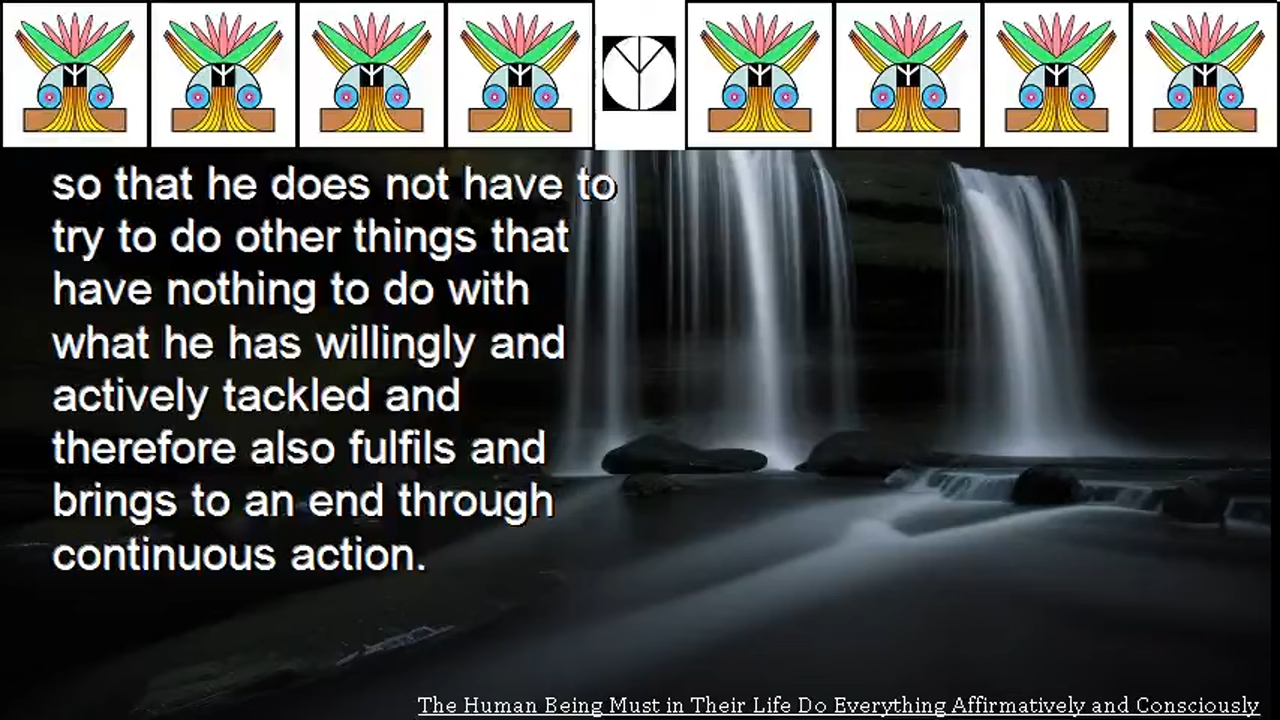 so that he does not have to
try to do other things that
have nothing to do with
what he has willingly and
actively tackled and
therefore also fulfils and
brings to an end through
continuous action.
The Human Being Must in Their Life Do Everything Affirmatively and Consciously